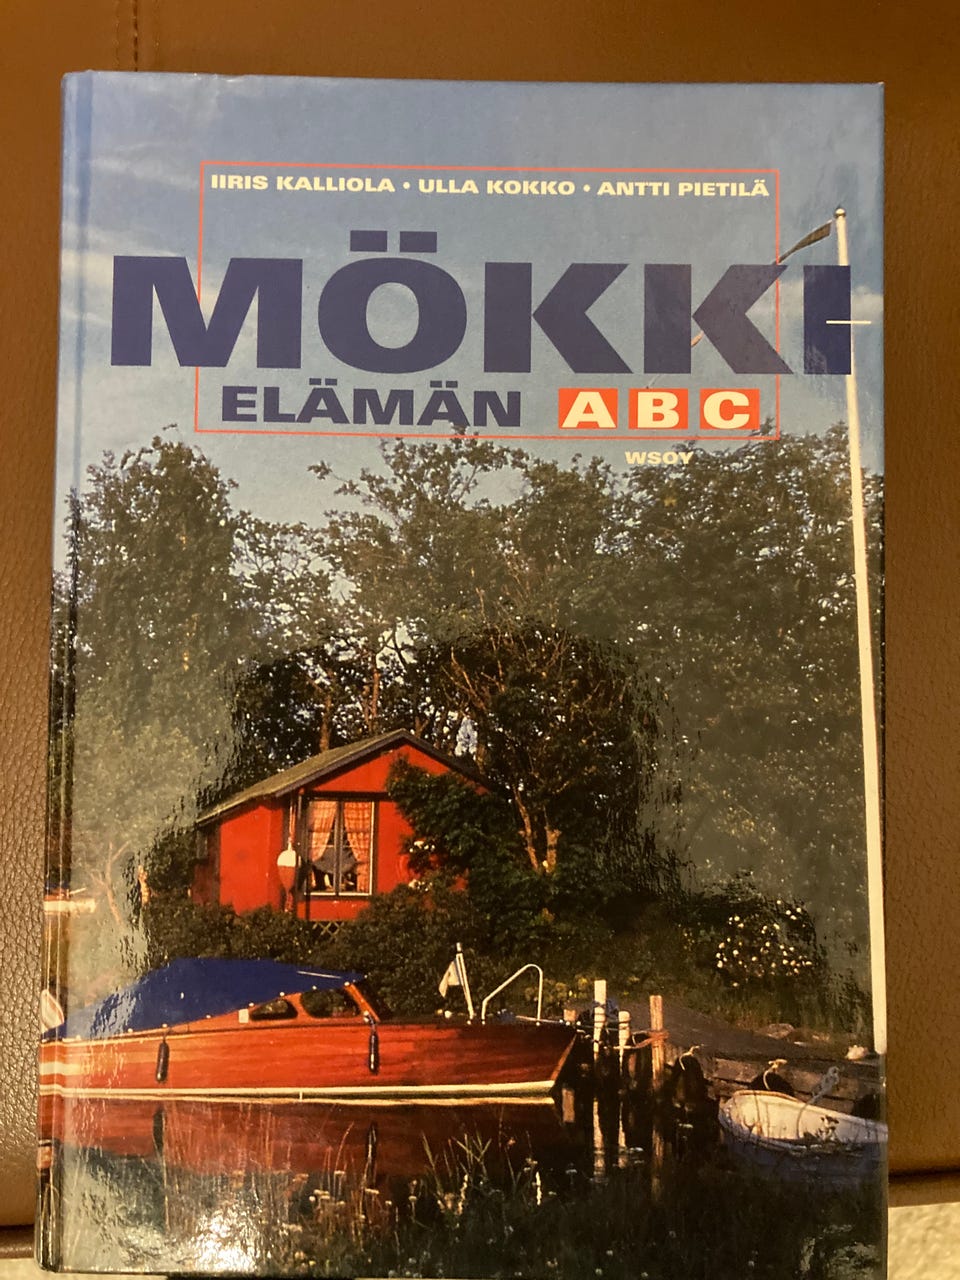 IIRIS KALLIOLA • ULLA KOKKO • ANTTI PIETILÄ
MÖKKI
ELÄMÄN ABC
WSOY